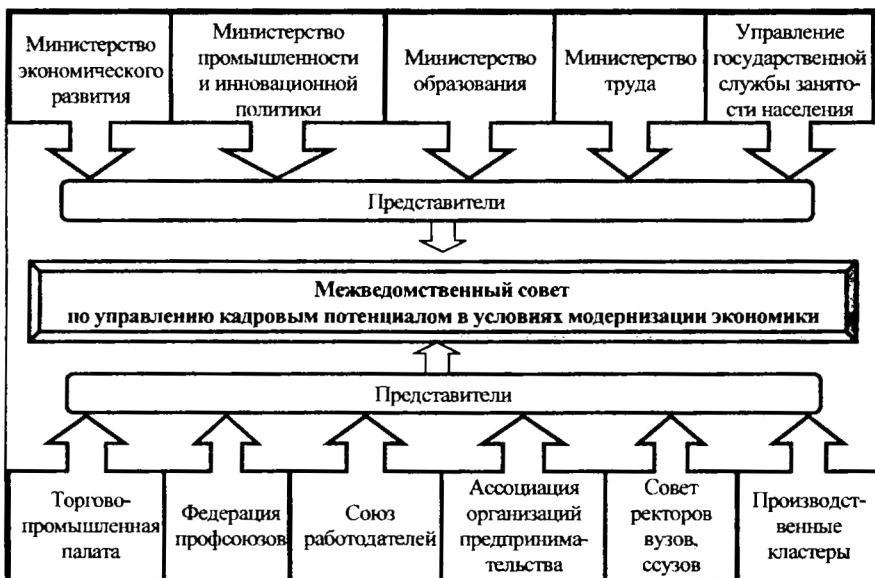 Министерство
экономического
развития
Министерство
промышленности
и инновационной
политики
Министерство
образования
Министерство
труда
Управление
государственной
службы занято-
сти населения
Представители
Межведомственный совет
по управлению кадровым потенциалом в условиях модернизации экономики
Представители
Торгово-
промышленная
палата
Федерация
профсоюзов
Союз
работодателей
Ассоциация
организаций
предпринима-
тельства
Совет
ректоров
вузов,
ссузов
Производст-
венные
кластеры